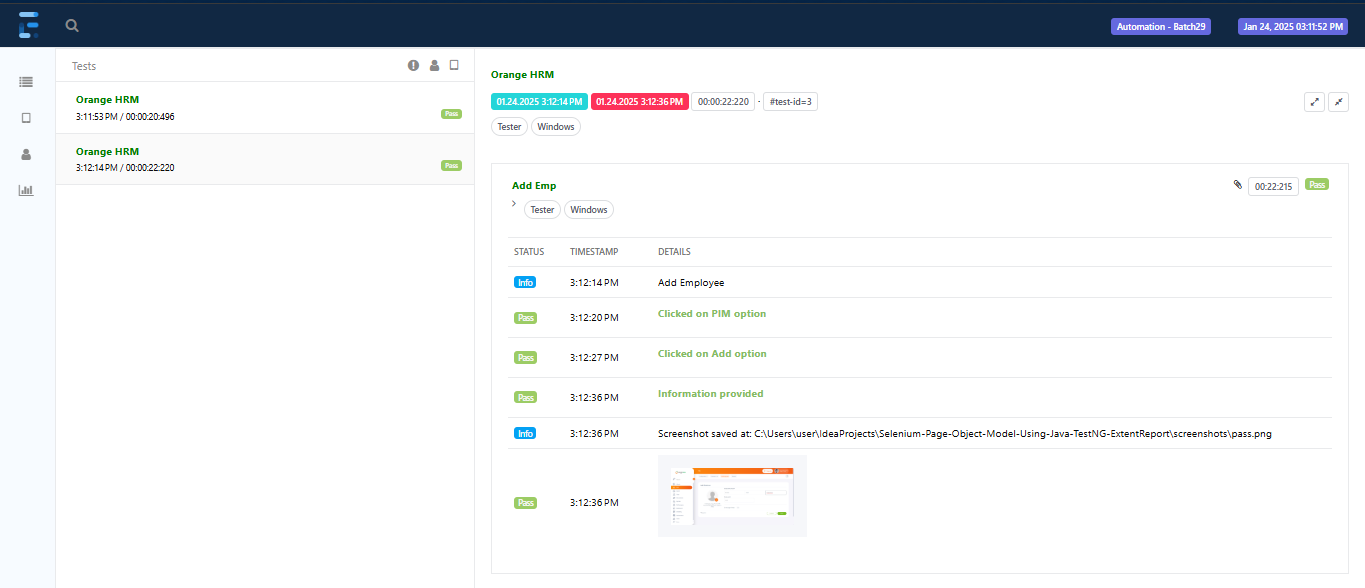 Automation - Batch29
Jan 24, 2025 03:11:52 PM
Tests
Orange HRM
3:11:53 PM / 00:00:20:496
Pass
Orange HRM
3:12:14 PM / 00:00:22:220
Pass
Orange HRM
01.24.2025 3:12:14 PM 01.24.2025 3:12:36 PM 00:00:22:220 · #test-id=3
Tester Windows
Add Emp
00:22:215 Pass
Tester Windows
STATUS TIMESTAMP DETAILS
Info 3:12:14 PM Add Employee
Pass 3:12:20 PM Clicked on PIM option
Pass 3:12:27 PM Clicked on Add option
Pass 3:12:36 PM Information provided
Info 3:12:36 PM Screenshot saved at: C:\Users\user\IdeaProjects\Selenium-Page-Object-Model-Using-Java-TestNG-ExtentReport\screenshots\pass.png
Pass 3:12:36 PM